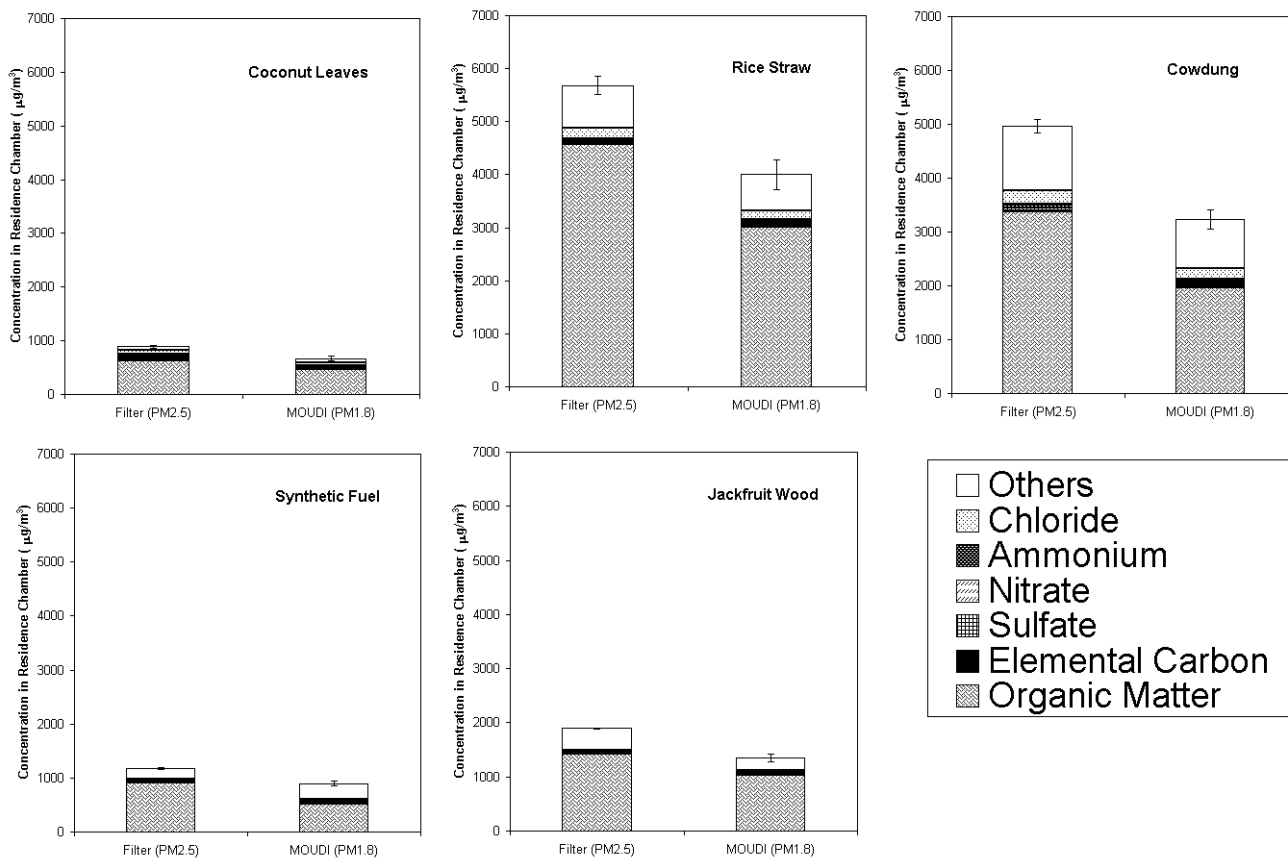 Coconut Leaves
Concentration in Residence Chamber ( μg/m³)
7000
6000
5000
4000
3000
2000
1000
0
Filter (PM2.5)
MOUDI (PM1.8)
Rice Straw
Concentration in Residence Chamber ( μg/m³)
7000
6000
5000
4000
3000
2000
1000
0
Filter (PM2.5)
MOUDI (PM1.8)
Cowdung
Concentration in Residence Chamber ( μg/m³)
7000
6000
5000
4000
3000
2000
1000
0
Filter (PM2.5)
MOUDI (PM1.8)
Synthetic Fuel
Concentration in Residence Chamber ( μg/m³)
7000
6000
5000
4000
3000
2000
1000
0
Filter (PM2.5)
MOUDI (PM1.8)
Jackfruit Wood
Concentration in Residence Chamber ( μg/m³)
7000
6000
5000
4000
3000
2000
1000
0
Filter (PM2.5)
MOUDI (PM1.8)
Others
Chloride
Ammonium
Nitrate
Sulfate
Elemental Carbon
Organic Matter